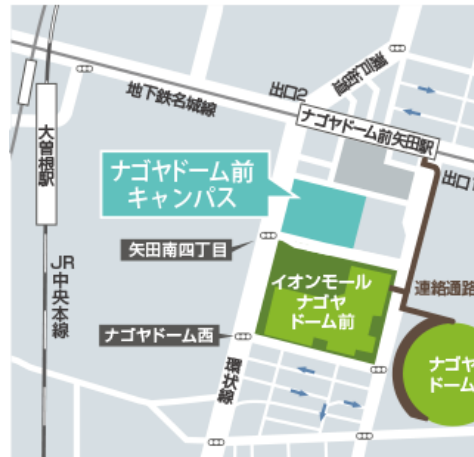 瀬戸街道
出口2
地下鉄名城線
ナゴヤドーム前矢田駅
大曽根駅
出口1
ナゴヤドーム前
キャンパス
矢田南四丁目
JR
中央本線
イオンモール
ナゴヤ
ドーム前
連絡通路
ナゴヤドーム西
環状線
ナゴヤ
ドーム